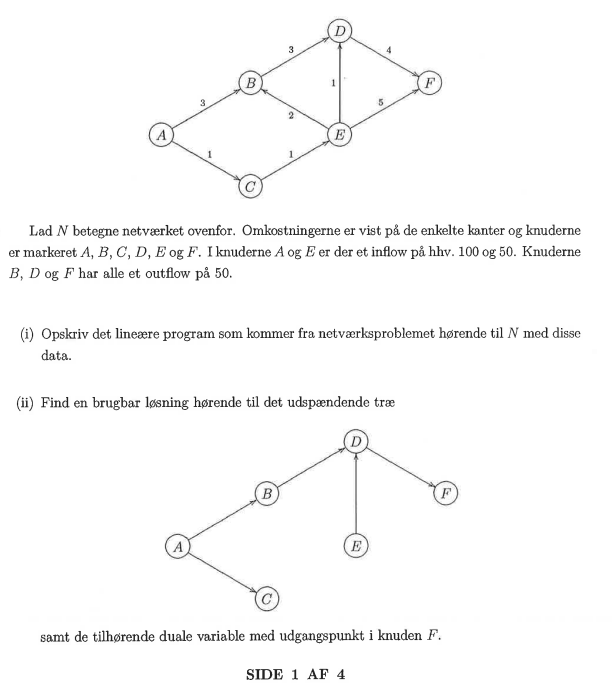 D
3
4
B
F
1
3
5
2
A
E
1
1
C
Lad N betegne netværket ovenfor. Omkostningerne er vist på de enkelte kanter og knuderne
er markeret A, B, C, D, E og F. I knuderne A og E er der et inflow på hhv. 100 og 50. Knuderne
B, D og F har alle et outflow på 50.
(i) Opskriv det lineære program som kommer fra netværksproblemet hørende til N med disse
data.
(ii) Find en brugbar løsning hørende til det udspændende træ
D
B
F
A
E
C
samt de tilhørende duale variable med udgangspunkt i knuden F.
SIDE 1 AF 4